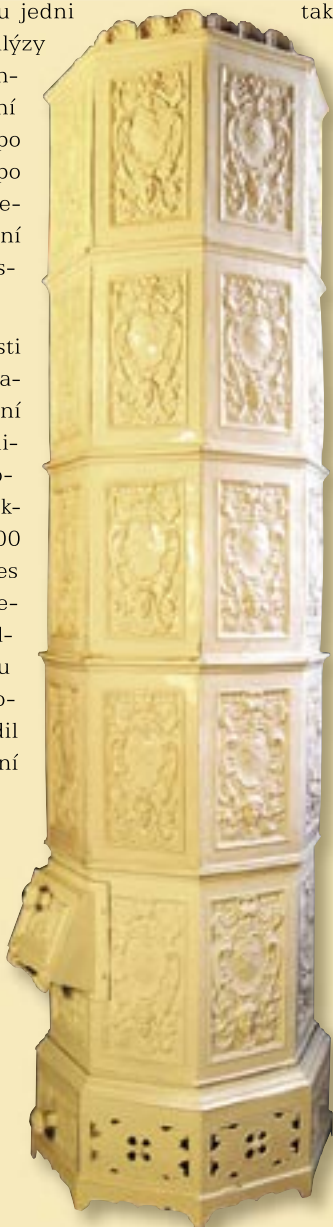 u jedni
tak
lýzy
n-
ní
po
po
e-
ní
s-
sti
a-
ní
i-
o-
k-
00
es
e-
d-
u
o-
dil
ní